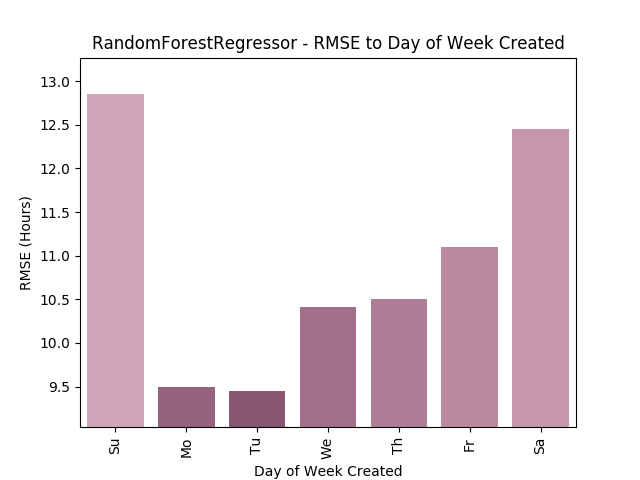 RandomForestRegressor - RMSE to Day of Week Created
13.0
12.5
12.0
11.5
11.0
10.5
10.0
9.5
RMSE (Hours)
Su Mo Tu We Th Fr Sa
Day of Week Created